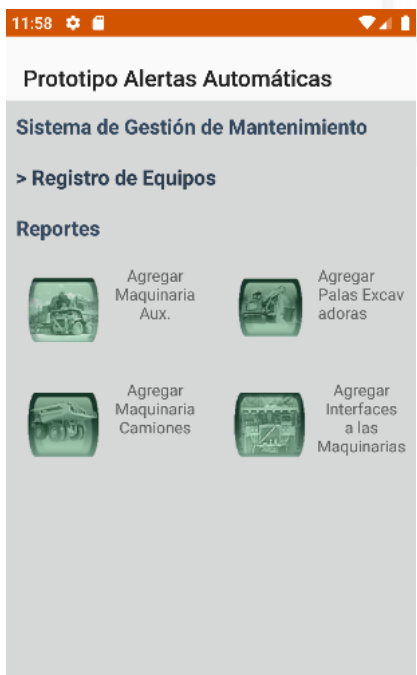 11:58
Prototipo Alertas Automáticas
Sistema de Gestión de Mantenimiento
> Registro de Equipos
Reportes
Agregar
Maquinaria
Aux.
Agregar
Palas Excav
adoras
Agregar
Maquinaria
Camiones
Agregar
Interfaces
a las
Maquinarias